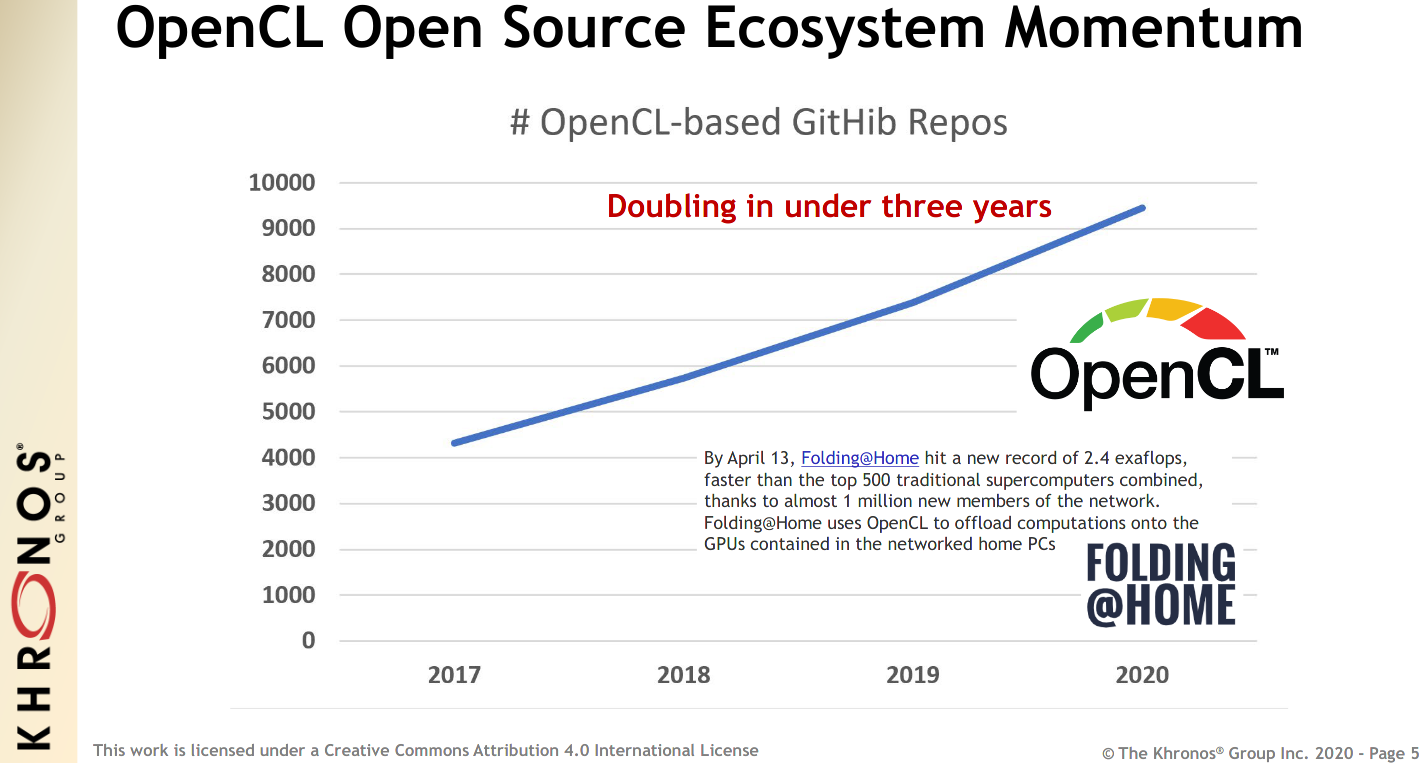 OpenCL Open Source Ecosystem Momentum
# OpenCL-based GitHib Repos
10000
9000
8000
7000
6000
5000
4000
3000
2000
1000
0
2017 2018 2019 2020
Doubling in under three years
OpenCL™
By April 13, Folding@Home hit a new record of 2.4 exaflops,
faster than the top 500 traditional supercomputers combined,
thanks to almost 1 million new members of the network.
Folding@Home uses OpenCL to offload computations onto the
GPUs contained in the networked home PCs
FOLDING
@HOME
KHRONOS®
GROUP
This work is licensed under a Creative Commons Attribution 4.0 International License
© The Khronos® Group Inc. 2020 - Page 5